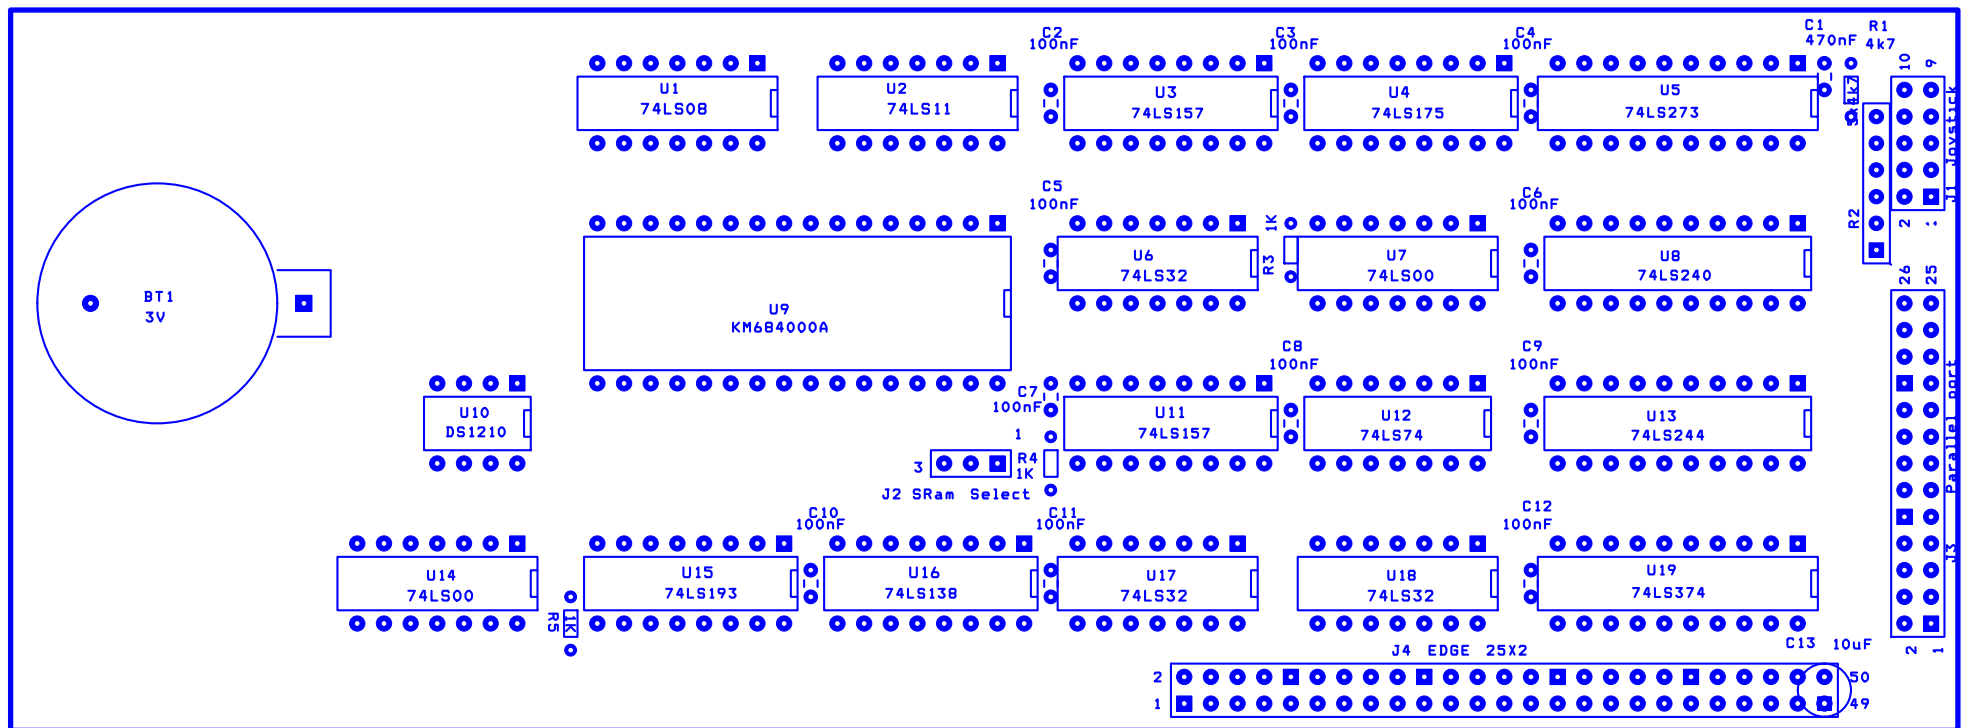 C2
100nF
C3
100nF
C4
100nF
C1
470nF
R1
4k7
10
9
U1
74LS08
U2
74LS11
U3
74LS157
U4
74LS175
U5
74LS273
J1 Joystick
C5
100nF
C6
100nF
R2
2
1
1K
R3
U6
74LS32
U7
74LS00
U8
74LS240
26
25
BT1
3V
U9
KM684000A
C7
100nF
C8
100nF
C9
100nF
U10
DS1210
U11
74LS157
U12
74LS74
U13
74LS244
1
3
R4
1K
J2 SRam Select
J3 Parallel port
C10
100nF
C11
100nF
C12
100nF
U14
74LS00
R5
1K
U15
74LS193
U16
74LS138
U17
74LS32
U18
74LS32
U19
74LS374
2
1
J4 EDGE 25X2
C13
10uF
2
50
1
49